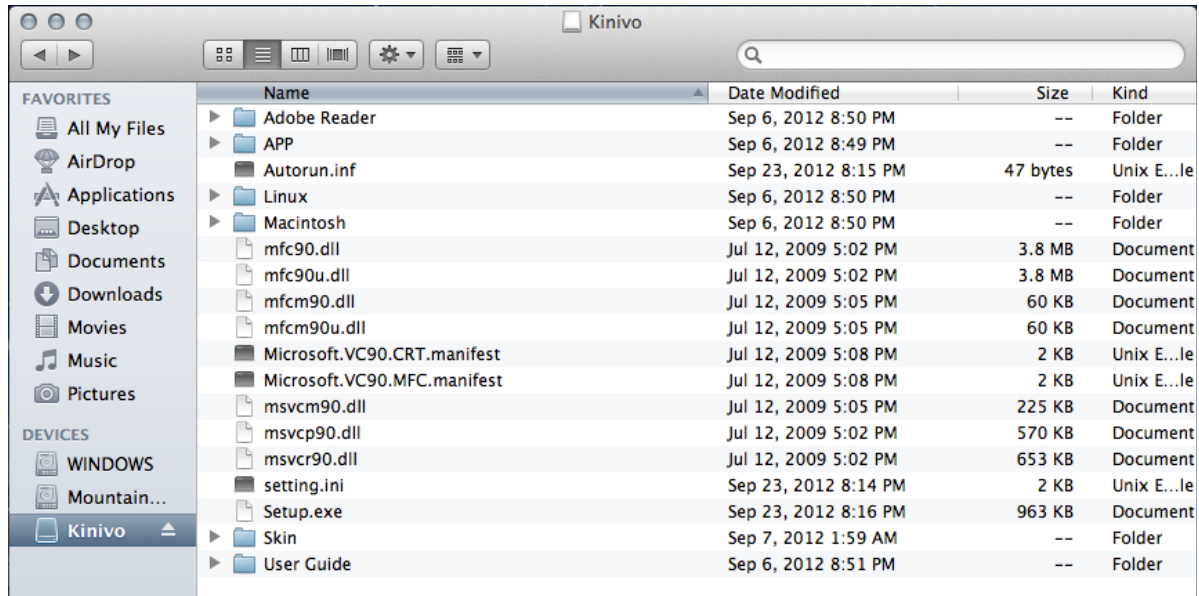 Kinivo
FAVORITES
All My Files
AirDrop
Applications
Desktop
Documents
Downloads
Movies
Music
Pictures
DEVICES
WINDOWS
Mountain...
Kinivo
Name Date Modified Size Kind
Adobe Reader Sep 6, 2012 8:50 PM -- Folder
APP Sep 6, 2012 8:49 PM -- Folder
Autorun.inf Sep 23, 2012 8:15 PM 47 bytes Unix E...le
Linux Sep 6, 2012 8:50 PM -- Folder
Macintosh Sep 6, 2012 8:50 PM -- Folder
mfc90.dll Jul 12, 2009 5:02 PM 3.8 MB Document
mfc90u.dll Jul 12, 2009 5:02 PM 3.8 MB Document
mfcm90.dll Jul 12, 2009 5:05 PM 60 KB Document
mfcm90u.dll Jul 12, 2009 5:05 PM 60 KB Document
Microsoft.VC90.CRT.manifest Jul 12, 2009 5:08 PM 2 KB Unix E...le
Microsoft.VC90.MFC.manifest Jul 12, 2009 5:08 PM 2 KB Unix E...le
msvcm90.dll Jul 12, 2009 5:05 PM 225 KB Document
msvcp90.dll Jul 12, 2009 5:02 PM 570 KB Document
msvcr90.dll Jul 12, 2009 5:02 PM 653 KB Document
setting.ini Sep 23, 2012 8:14 PM 2 KB Unix E...le
Setup.exe Sep 23, 2012 8:16 PM 963 KB Document
Skin Sep 7, 2012 1:59 AM -- Folder
User Guide Sep 6, 2012 8:51 PM -- Folder